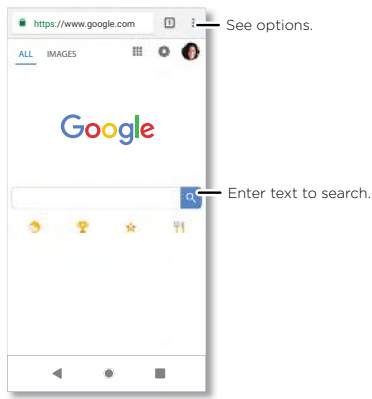 https://www.google.com
See options.
ALL IMAGES
Google
Enter text to search.